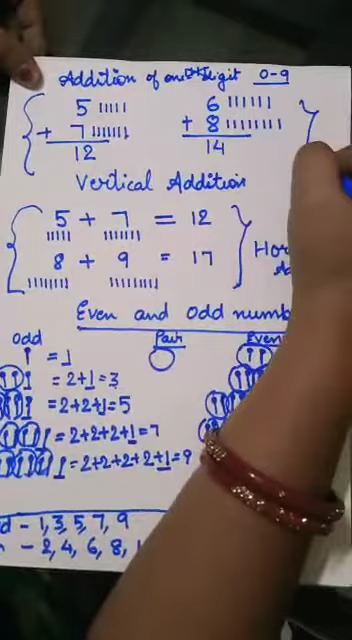 Addition of one digit 0-9
5 6
+ 7 + 8
12 14
Vertical Addition
5 + 7 = 12
8 + 9 = 17
Even and Odd
Odd Pair Even
= 1
= 2+1=3
= 2+2+1=5
= 2+2+2+1=7
= 2+2+2+2+1=9
- 1, 3, 5, 7, 9
- 2, 4, 6, 8,